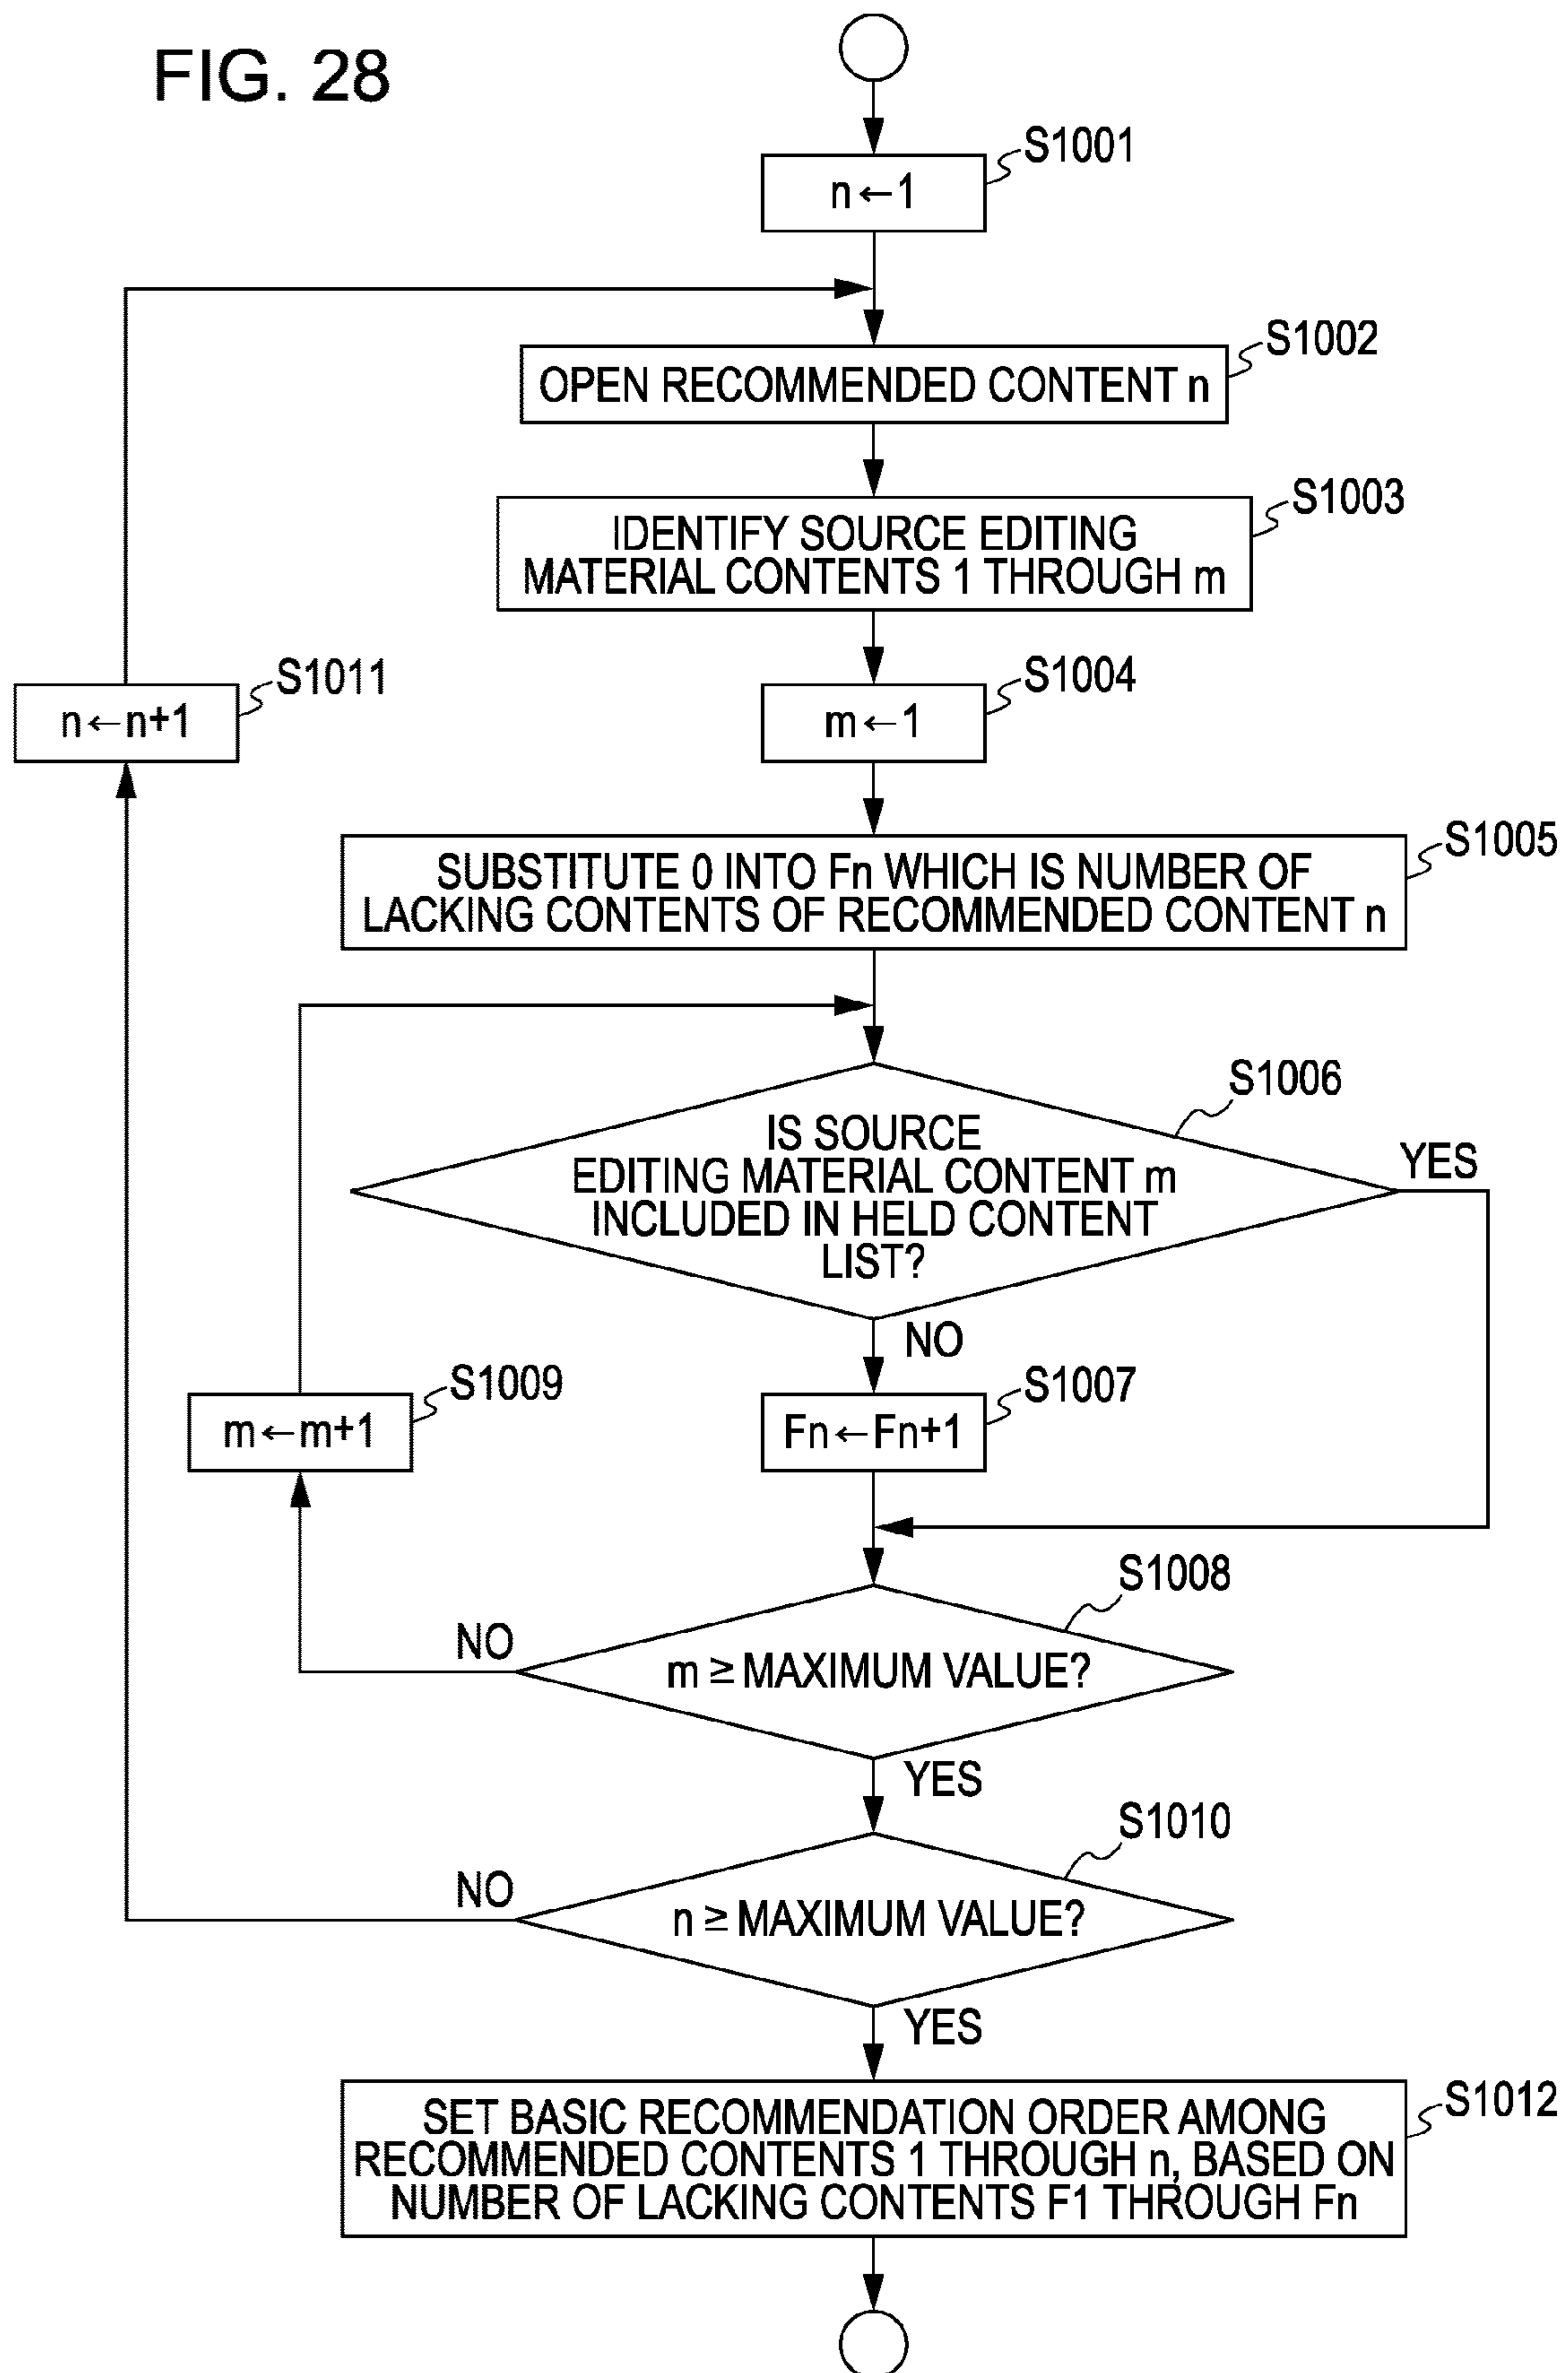 FIG. 28
S1001
n←1
S1002
OPEN RECOMMENDED CONTENT n
S1003
IDENTIFY SOURCE EDITING
MATERIAL CONTENTS 1 THROUGH m
S1011
n←n+1
S1004
m←1
S1005
SUBSTITUTE 0 INTO Fn WHICH IS NUMBER OF
LACKING CONTENTS OF RECOMMENDED CONTENT n
S1006
IS SOURCE
EDITING MATERIAL CONTENT m
INCLUDED IN HELD CONTENT
LIST?
YES
NO
S1009
m←m+1
S1007
Fn←Fn+1
S1008
NO
m ≥ MAXIMUM VALUE?
YES
S1010
NO
n ≥ MAXIMUM VALUE?
YES
S1012
SET BASIC RECOMMENDATION ORDER AMONG
RECOMMENDED CONTENTS 1 THROUGH n, BASED ON
NUMBER OF LACKING CONTENTS F1 THROUGH Fn